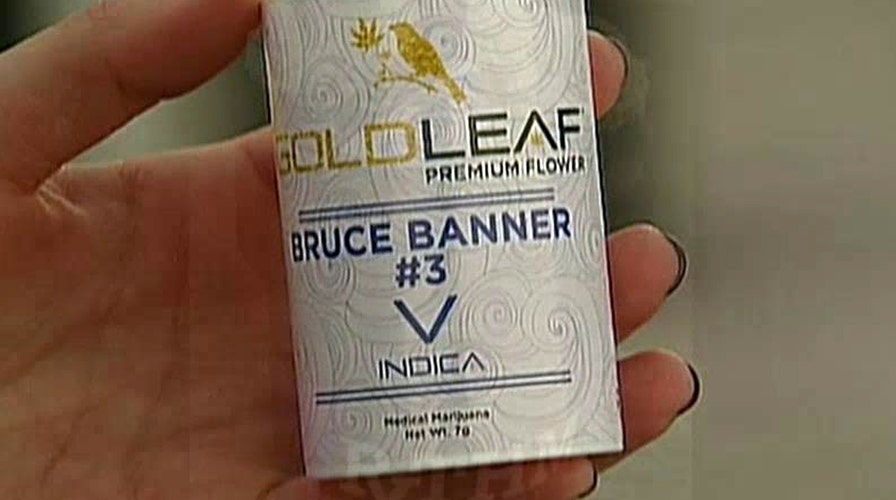 GOLDLEAF
PREMIUM FLOWER
BRUCE BANNER
#3
INDICA
Medical Marijuana
Net Wt. 7g